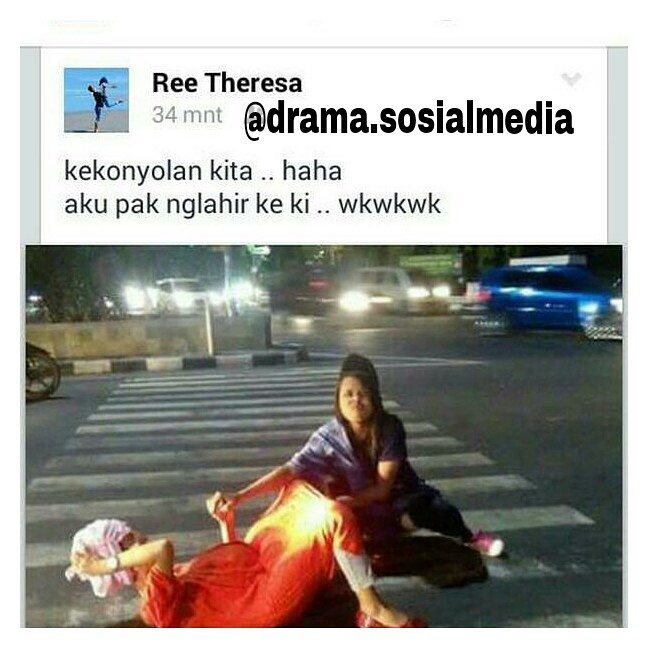 Ree Theresa
34 mnt
@drama.sosialmedia
kekonyolan kita .. haha
aku pak nglahir ke ki .. wkwkwk